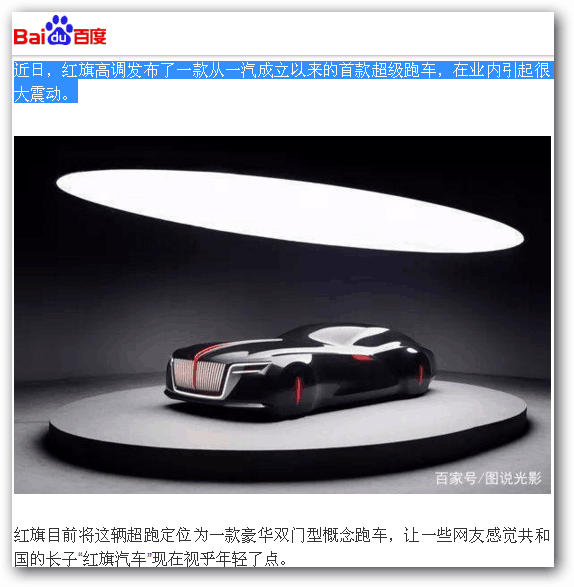 Bai du 百度
近日，红旗高调发布了一款从一汽成立以来的首款超级跑车，在业内引起很
大震动。
百家号/图说光影
红旗目前将这辆超跑定位为一款豪华双门型概念跑车，让一些网友感觉共和
国的长子“红旗汽车”现在视乎年轻了点。